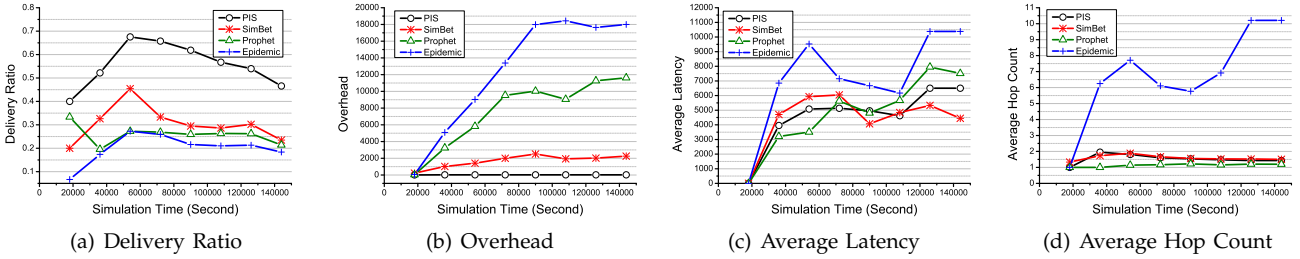 0.8
0.7
0.6
0.5
0.4
0.3
0.2
0.1
Delivery Ratio
PIS
SimBet
Prophet
Epidemic
0 20000 40000 60000 80000 100000 120000 140000
Simulation Time (Second)
(a) Delivery Ratio
20000
18000
16000
14000
12000
10000
8000
6000
4000
2000
0
Overhead
PIS
SimBet
Prophet
Epidemic
0 20000 40000 60000 80000 100000 120000 140000
Simulation Time (Second)
(b) Overhead
12000
11000
10000
9000
8000
7000
6000
5000
4000
3000
2000
1000
0
Average Latency
PIS
SimBet
Prophet
Epidemic
0 20000 40000 60000 80000 100000 120000 140000
Simulation Time (Second)
(c) Average Latency
11
10
9
8
7
6
5
4
3
2
1
0
Average Hop Count
PIS
SimBet
Prophet
Epidemic
0 20000 40000 60000 80000 100000 120000 140000
Simulation Time (Second)
(d) Average Hop Count